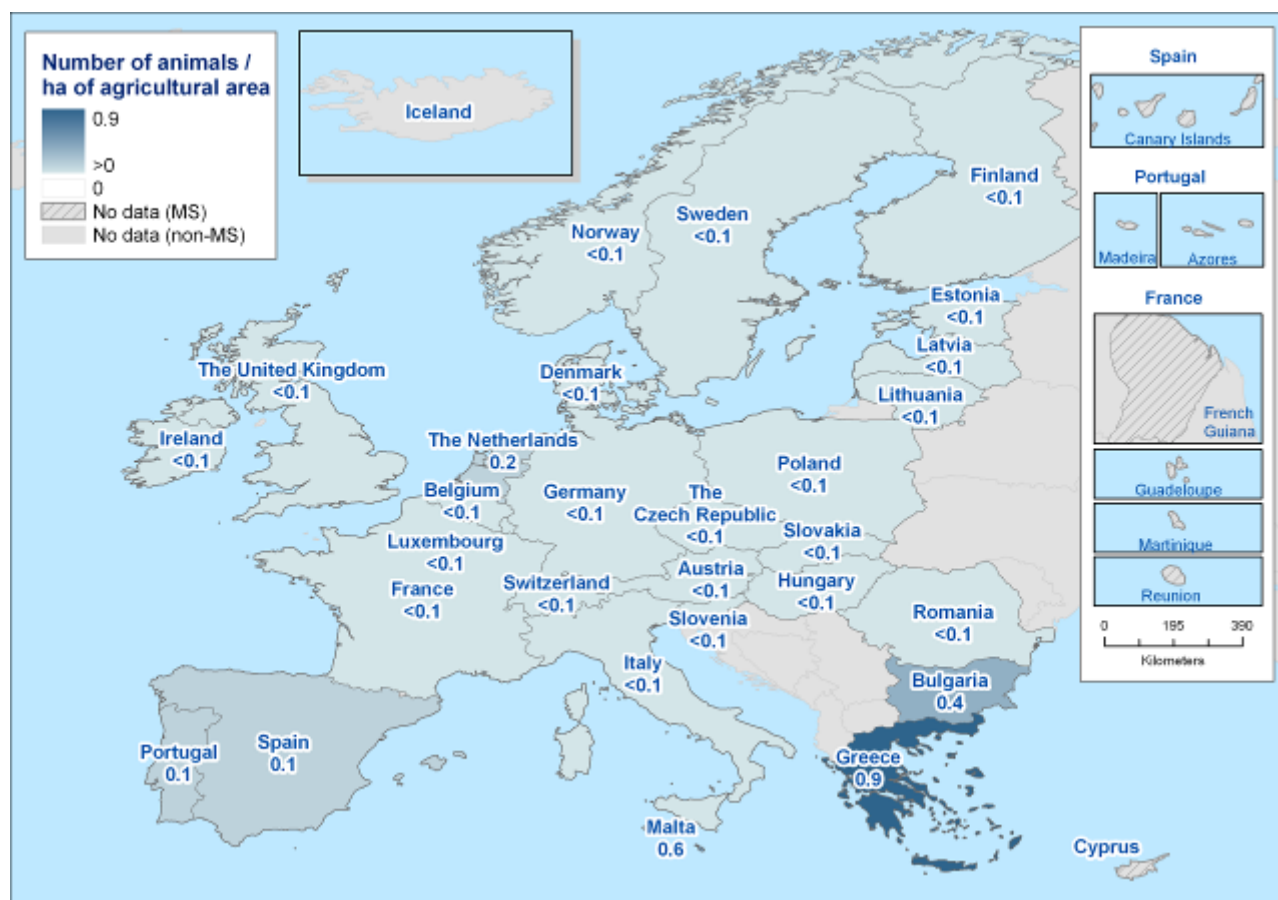 Number of animals /
ha of agricultural area
0.9
>0
0
No data (MS)
No data (non-MS)
Iceland
Finland
<0.1
Sweden
<0.1
Norway
<0.1
Estonia
<0.1
Latvia
<0.1
Lithuania
<0.1
The United Kingdom
<0.1
Denmark
<0.1
Ireland
<0.1
The Netherlands
0.2
Poland
<0.1
Belgium
<0.1
Germany
<0.1
The
Czech Republic
<0.1
Slovakia
<0.1
Luxembourg
<0.1
Austria
<0.1
Hungary
<0.1
France
<0.1
Switzerland
<0.1
Romania
<0.1
Slovenia
<0.1
Italy
<0.1
Bulgaria
0.4
Portugal
0.1
Spain
0.1
Greece
0.9
Malta
0.6
Cyprus
Spain
Canary Islands
Portugal
Madeira
Azores
France
French
Guiana
Guadeloupe
Martinique
Reunion
0 195 390
Kilometers